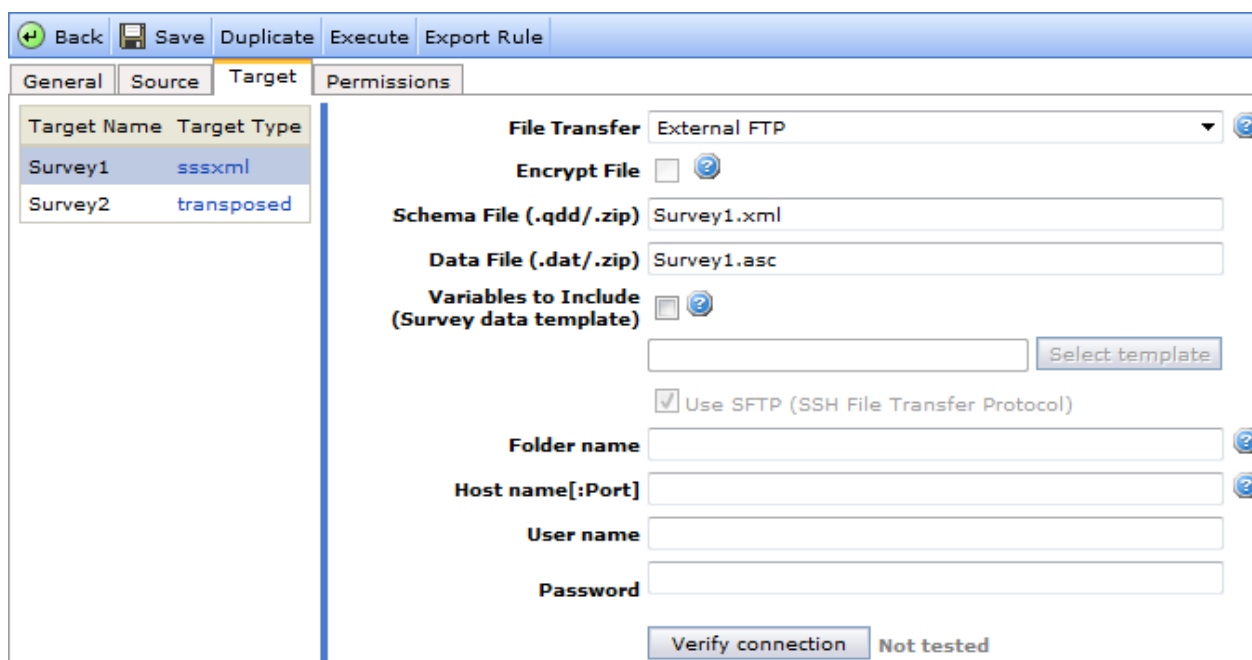 Back Save Duplicate Execute Export Rule
General Source Target Permissions
Target Name Target Type
Survey1 sssxml
Survey2 transposed
File Transfer External FTP
Encrypt File
Schema File (.qdd/.zip) Survey1.xml
Data File (.dat/.zip) Survey1.asc
Variables to Include
(Survey data template)
Select template
Use SFTP (SSH File Transfer Protocol)
Folder name
Host name[:Port]
User name
Password
Verify connection Not tested